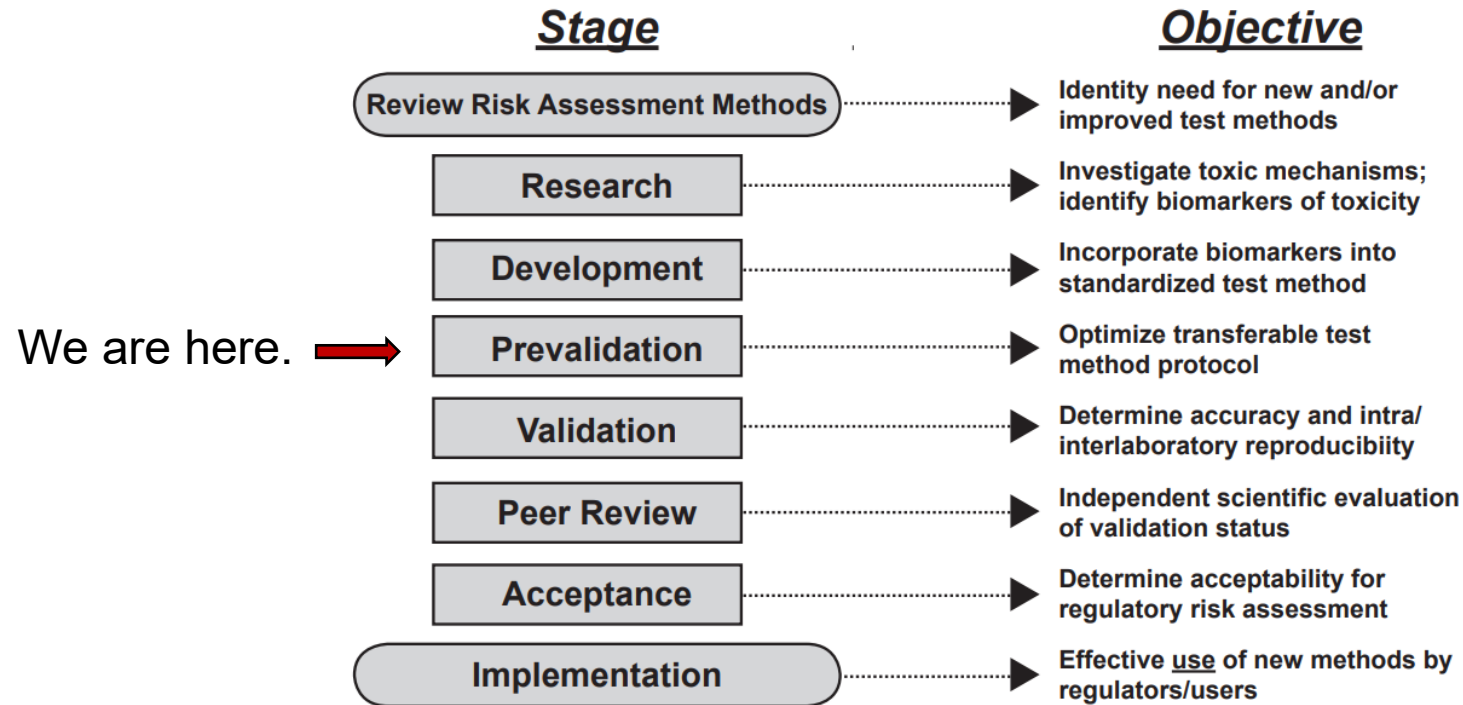 Stage
Objective
Review Risk Assessment Methods
Identity need for new and/or
improved test methods
Research
Investigate toxic mechanisms;
identify biomarkers of toxicity
Development
Incorporate biomarkers into
standardized test method
We are here.
Prevalidation
Optimize transferable test
method protocol
Validation
Determine accuracy and intra/
interlaboratory reproducibiity
Peer Review
Independent scientific evaluation
of validation status
Acceptance
Determine acceptability for
regulatory risk assessment
Implementation
Effective use of new methods by
regulators/users